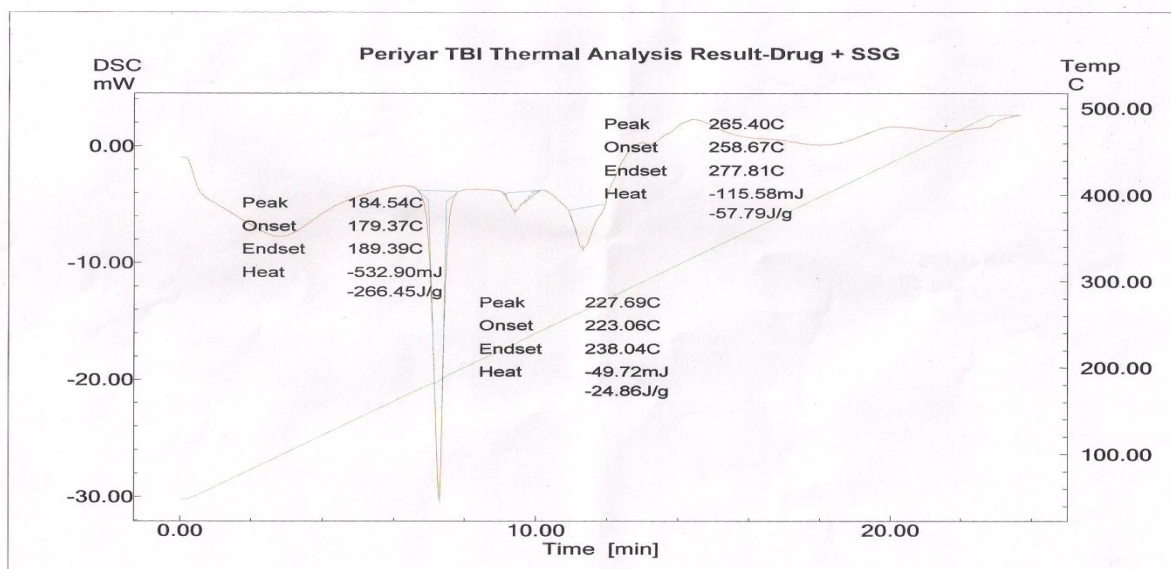 Periyar TBI Thermal Analysis Result-Drug + SSG
DSC
mW
Temp
C
0.00
-10.00
-20.00
-30.00
500.00
400.00
300.00
200.00
100.00
Peak 265.40C
Onset 258.67C
Endset 277.81C
Heat -115.58mJ
-57.79J/g
Peak 184.54C
Onset 179.37C
Endset 189.39C
Heat -532.90mJ
-266.45J/g
Peak 227.69C
Onset 223.06C
Endset 238.04C
Heat -49.72mJ
-24.86J/g
0.00 10.00 20.00
Time [min]